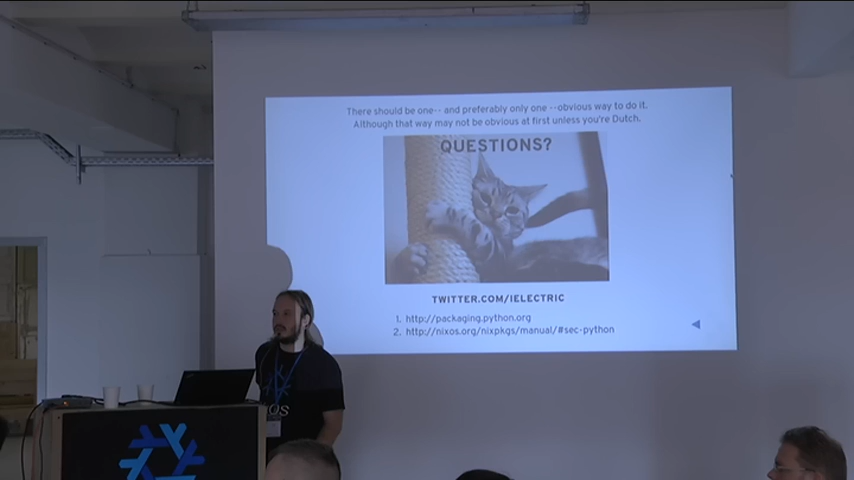 There should be one-- and preferably only one --obvious way to do it.
Although that way may not be obvious at first unless you're Dutch.
QUESTIONS?
TWITTER.COM/IELECTRIC
1. http://packaging.python.org
2. http://nixos.org/nixpkgs/manual/#sec-python
OS